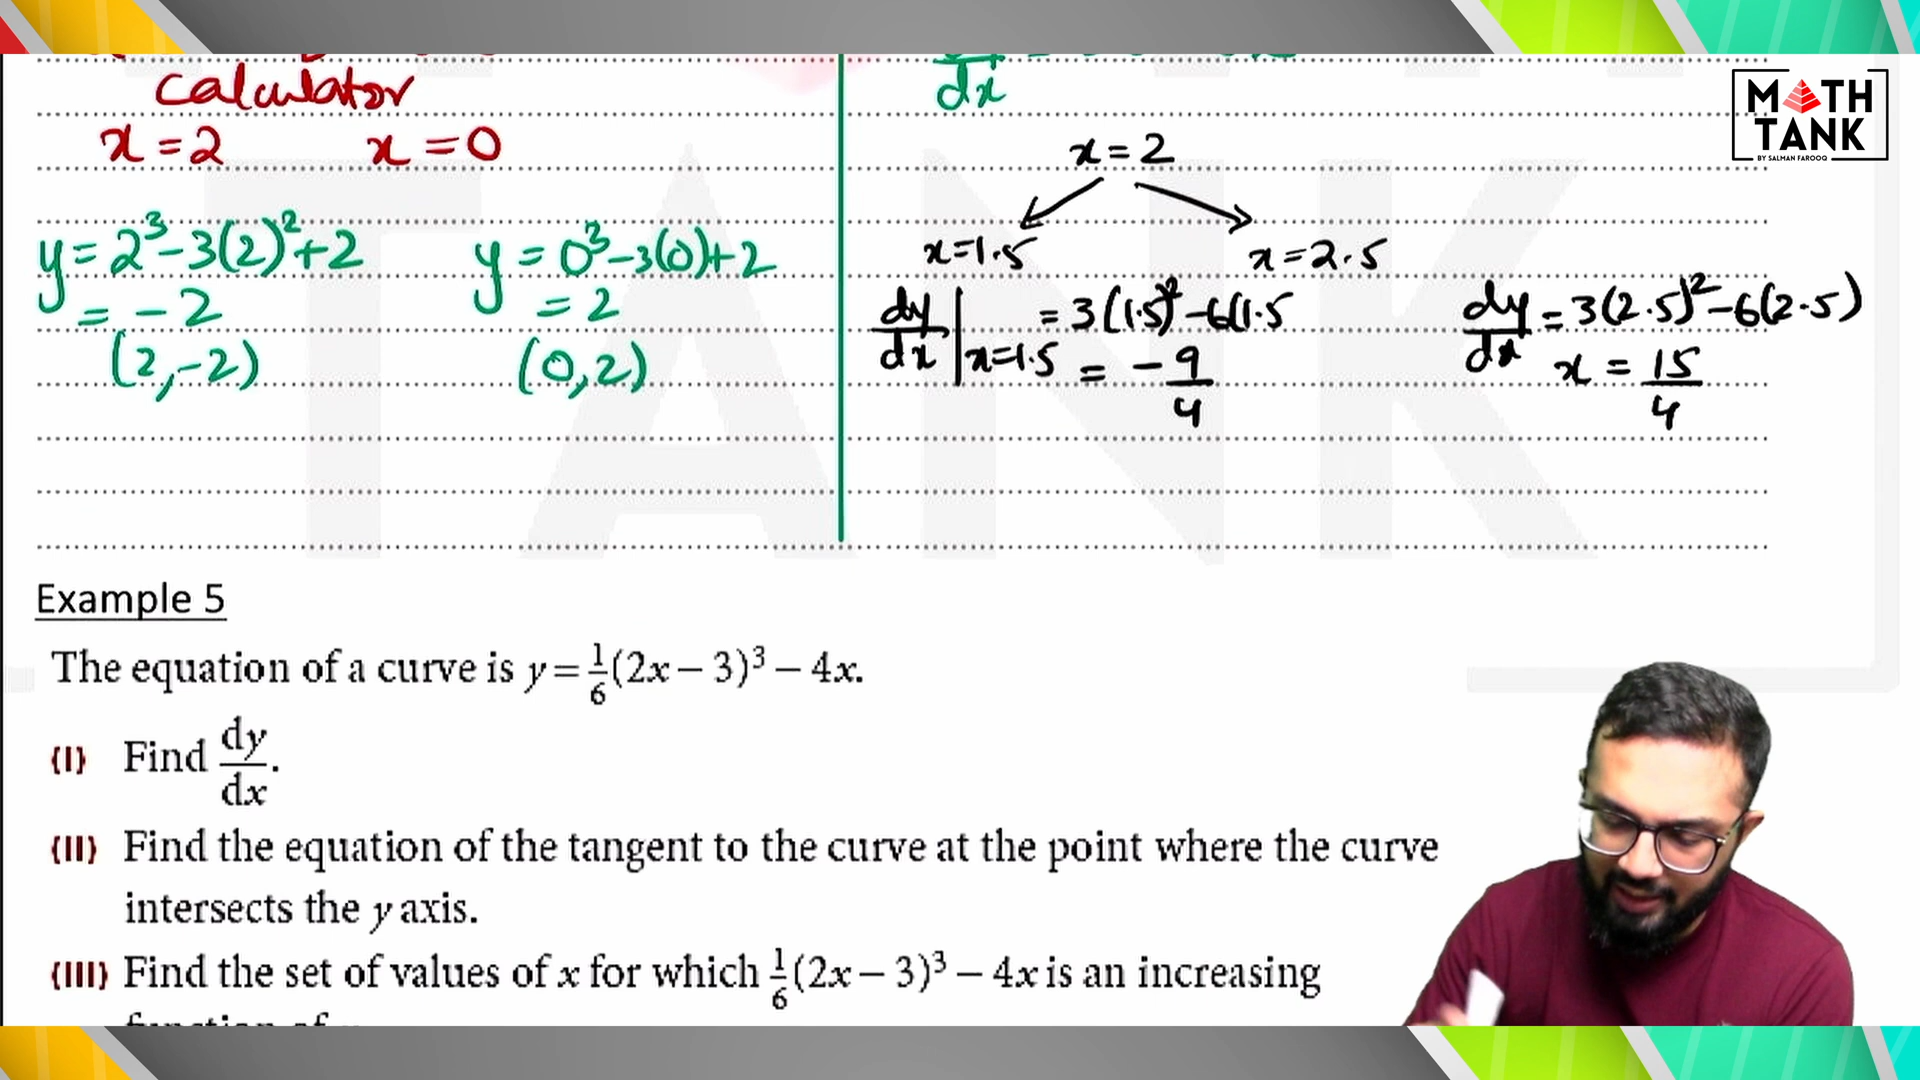 calculator
x = 2 x = 0
y = 2³ - 3(2)² + 2
= -2
(2, -2)
y = 0³ - 3(0) + 2
= 2
(0, 2)
dx
x = 2
x = 1.5 x = 2.5
dy/dx | x=1.5 = 3(1.5)² - 6(1.5
= -9/4
dy/dx = 3(2.5)² - 6(2.5)
x = 15/4
MATH
TANK
BY SALMAN FAROOQ
Example 5
The equation of a curve is y = 1/6(2x – 3)³ – 4x.
(I) Find dy/dx.
(II) Find the equation of the tangent to the curve at the point where the curve
intersects the y axis.
(III) Find the set of values of x for which 1/6(2x – 3)³ – 4x is an increasing